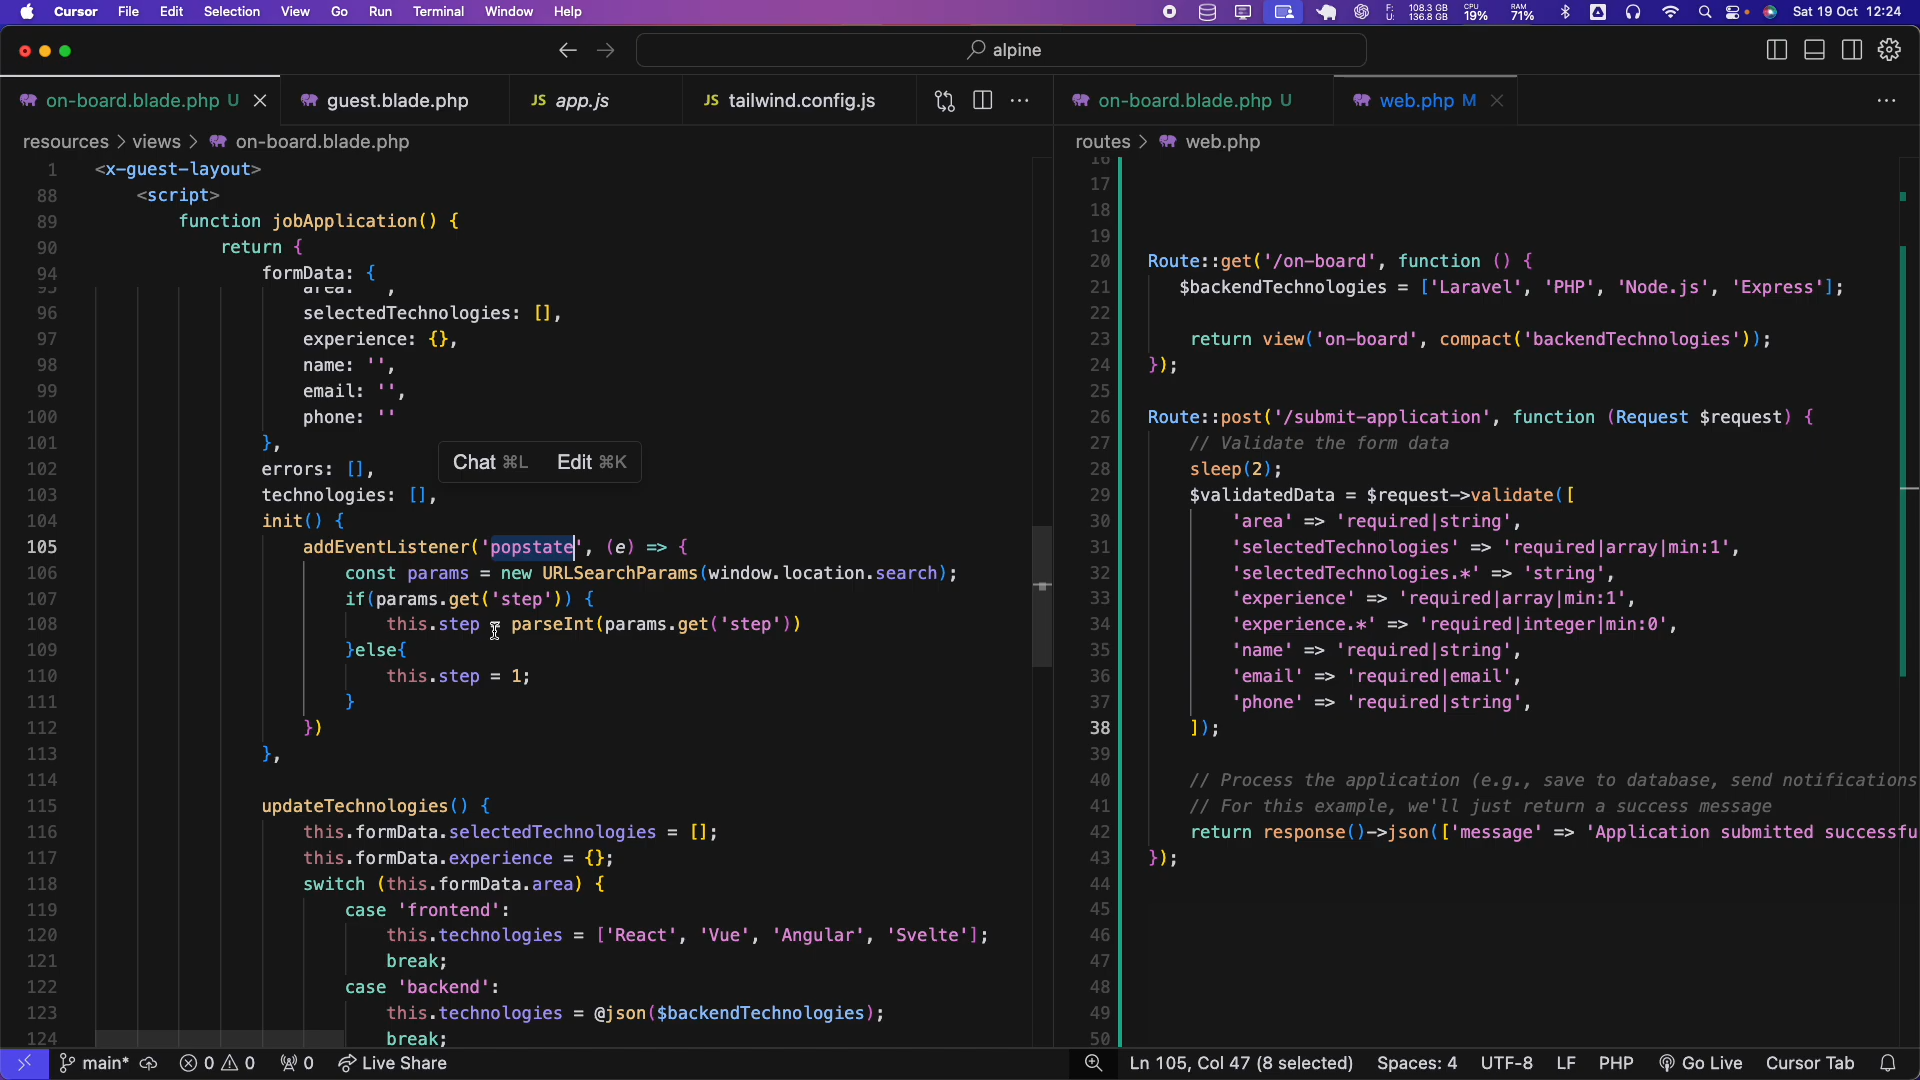 Cursor File Edit Selection View Go Run Terminal Window Help
F: 108.3 GB
U: 136.8 GB
CPU 19%
RAM 71%
Sat 19 Oct 12:24
alpine
on-board.blade.php U
guest.blade.php
JS app.js
JS tailwind.config.js
on-board.blade.php U
web.php M
resources > views > on-board.blade.php
1 <x-guest-layout>
88 <script>
89 function jobApplication() {
90 return {
94 formData: {
95 area: '',
96 selectedTechnologies: [],
97 experience: {},
98 name: '',
99 email: '',
100 phone: ''
101 },
102 errors: [],
103 technologies: [],
104 init() {
105 addEventListener('popstate', (e) => {
106 const params = new URLSearchParams(window.location.search);
107 if(params.get('step')) {
108 this.step = parseInt(params.get('step'))
109 }else{
110 this.step = 1;
111 }
112 })
113 },
114
115 updateTechnologies() {
116 this.formData.selectedTechnologies = [];
117 this.formData.experience = {};
118 switch (this.formData.area) {
119 case 'frontend':
120 this.technologies = ['React', 'Vue', 'Angular', 'Svelte'];
121 break;
122 case 'backend':
123 this.technologies = @json($backendTechnologies);
124 break;
Chat ⌘L Edit ⌘K
routes > web.php
16
17
18
19
20 Route::get('/on-board', function () {
21 $backendTechnologies = ['Laravel', 'PHP', 'Node.js', 'Express'];
22
23 return view('on-board', compact('backendTechnologies'));
24 });
25
26 Route::post('/submit-application', function (Request $request) {
27 // Validate the form data
28 sleep(2);
29 $validatedData = $request->validate([
30 'area' => 'required|string',
31 'selectedTechnologies' => 'required|array|min:1',
32 'selectedTechnologies.*' => 'string',
33 'experience' => 'required|array|min:1',
34 'experience.*' => 'required|integer|min:0',
35 'name' => 'required|string',
36 'email' => 'required|email',
37 'phone' => 'required|string',
38 ]);
39
40 // Process the application (e.g., save to database, send notifications
41 // For this example, we'll just return a success message
42 return response()->json(['message' => 'Application submitted successfu
43 });
44
45
46
47
48
49
50
main* 0 0 0 Live Share
Ln 105, Col 47 (8 selected) Spaces: 4 UTF-8 LF PHP Go Live Cursor Tab